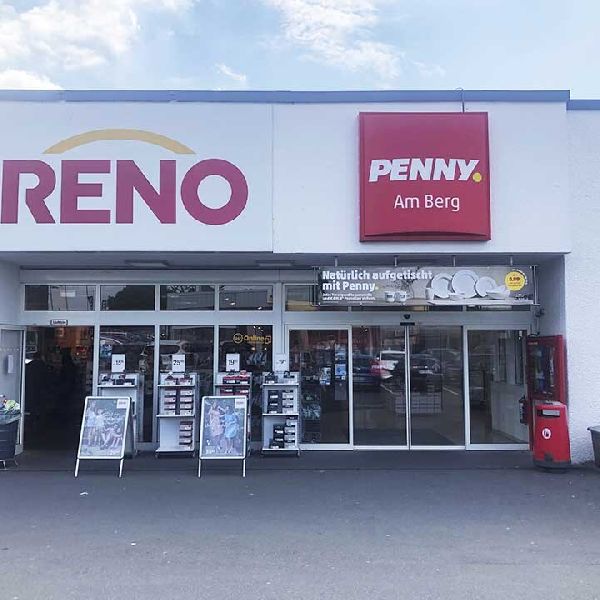 RENO
PENNY.
Am Berg
Natürlich aufgetischt
mit Penny.